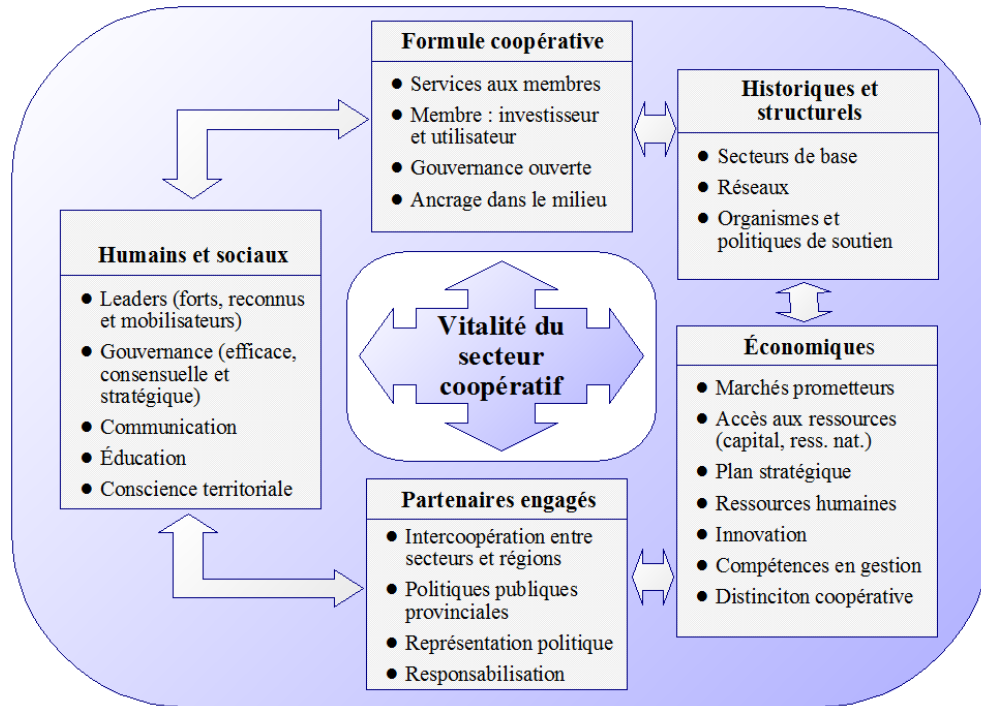 Formule coopérative
● Services aux membres
● Membre : investisseur
et utilisateur
● Gouvernance ouverte
● Ancrage dans le milieu
Historiques et
structurels
● Secteurs de base
● Réseaux
● Organismes et
politiques de soutien
Humains et sociaux
● Leaders (forts, reconnus
et mobilisateurs)
● Gouvernance (efficace,
consensuelle et
stratégique)
● Communication
● Éducation
● Conscience territoriale
Vitalité du
secteur
coopératif
Économiques
● Marchés prometteurs
● Accès aux ressources
(capital, ress. nat.)
● Plan stratégique
● Ressources humaines
● Innovation
● Compétences en gestion
● Distinciton coopérative
Partenaires engagés
● Intercoopération entre
secteurs et régions
● Politiques publiques
provinciales
● Représentation politique
● Responsabilisation